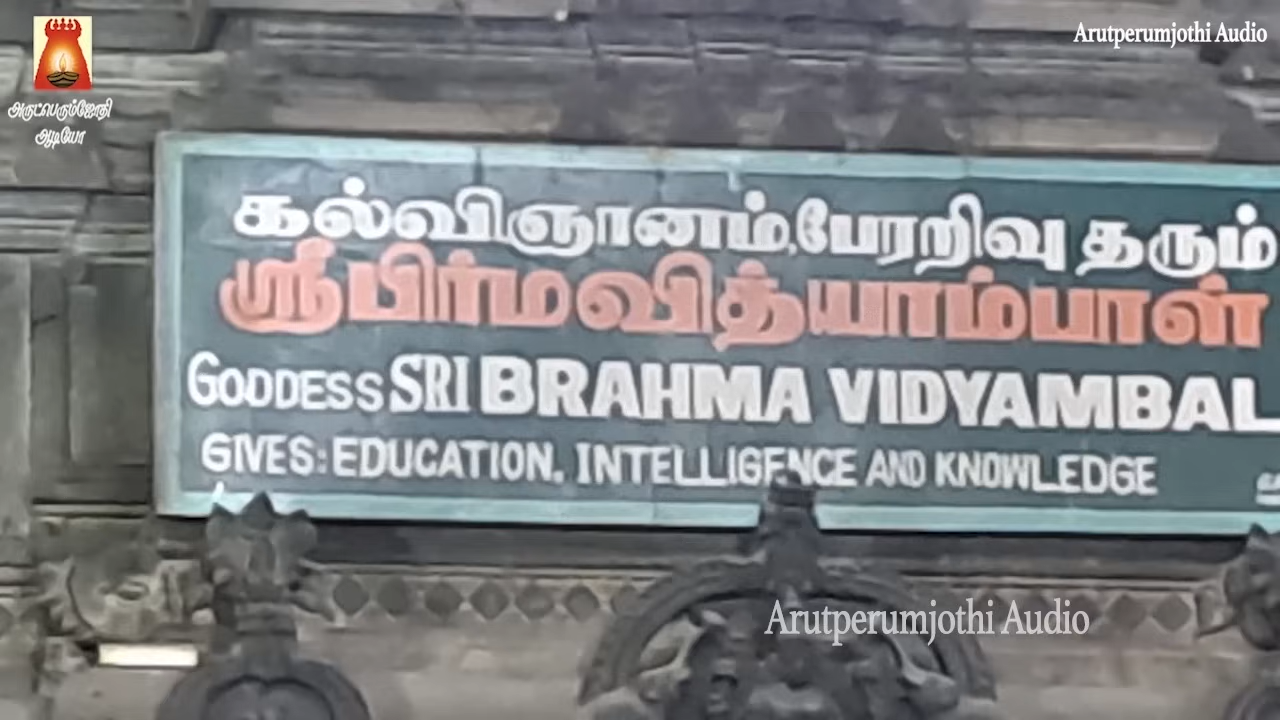 Arutperumjothi Audio
அருட்பெரும்ஜோதி
ஆடியோ
கல்விஞானம்,பேரறிவு தரும்
ஸ்ரீபிர்மவித்யாம்பாள்
GODDESS SRI BRAHMA VIDYAMBAL
GIVES: EDUCATION, INTELLIGENCE AND KNOWLEDGE
Arutperumjothi Audio